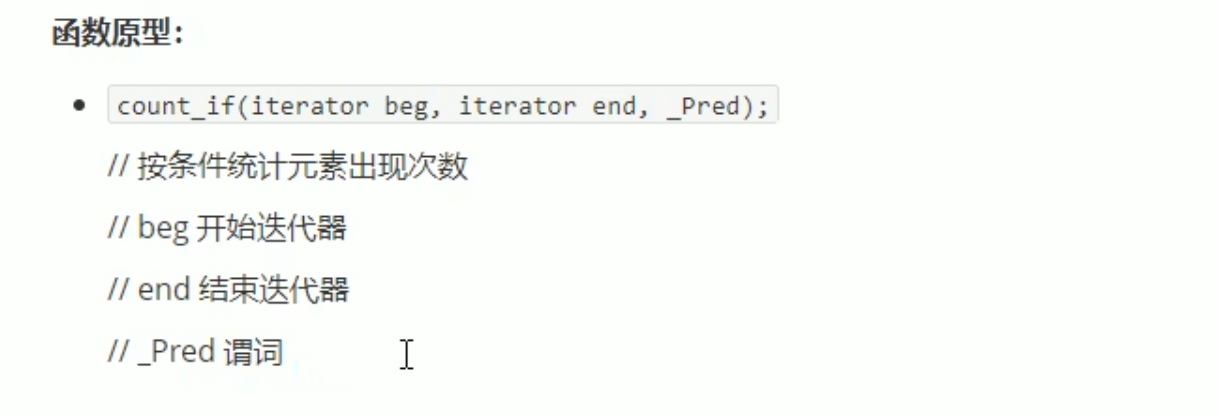 函数原型：
count_if(iterator beg, iterator end, _Pred);
// 按条件统计元素出现次数
// beg 开始迭代器
// end 结束迭代器
// _Pred 谓词